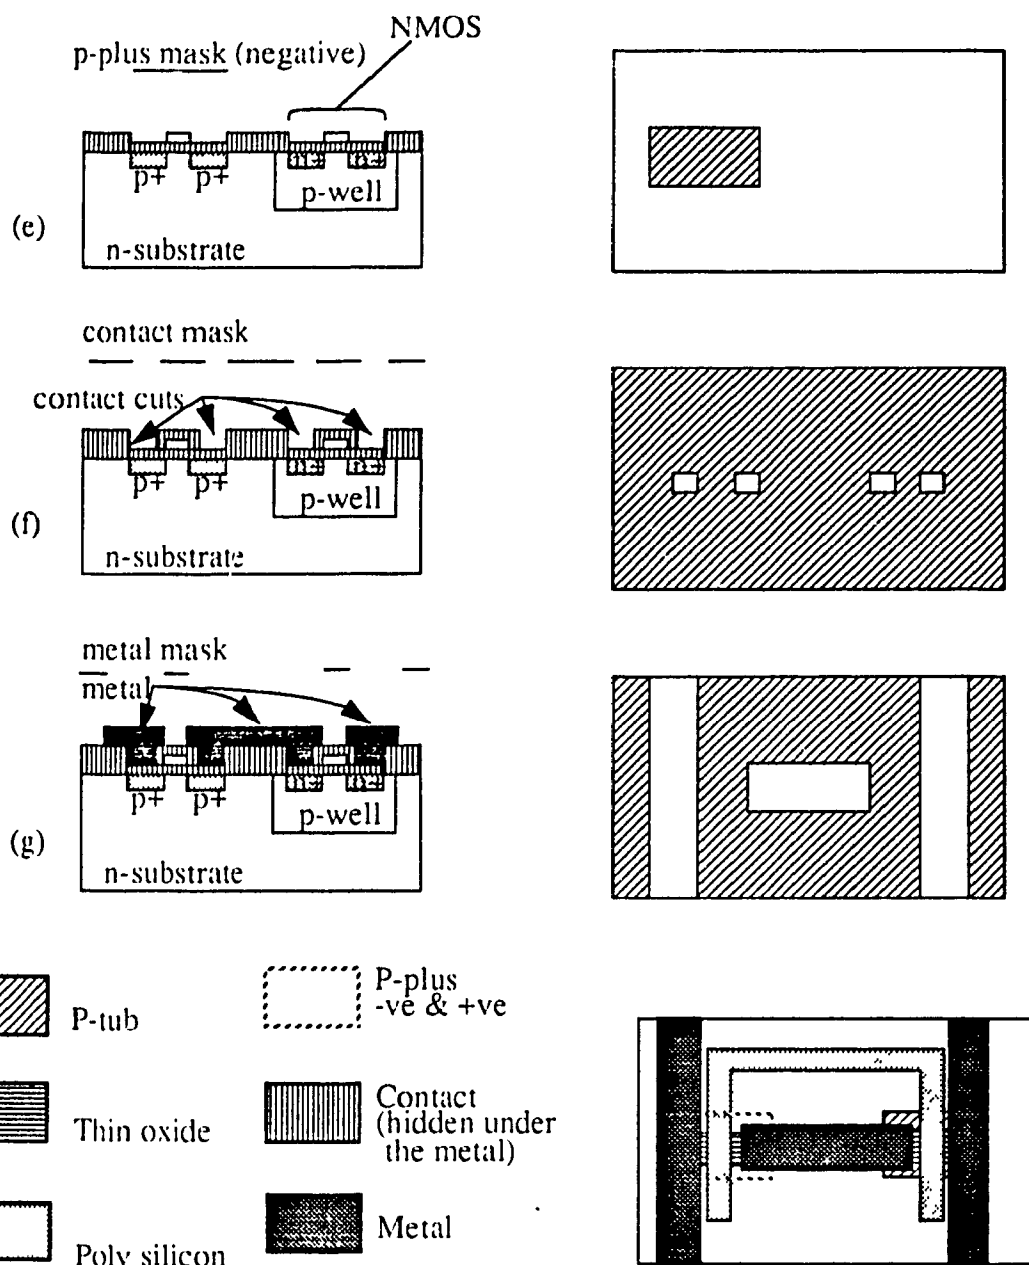 NMOS
p-plus mask (negative)
p+ p+ n+ n+
p-well
(e)
n-substrate
contact mask
contact cuts
p+ p+ n+ n+
p-well
(f)
n-substrate
metal mask
metal
p+ p+ n+ n+
p-well
(g)
n-substrate
P-tub
P-plus
-ve & +ve
Thin oxide
Contact
(hidden under
the metal)
Poly silicon
Metal